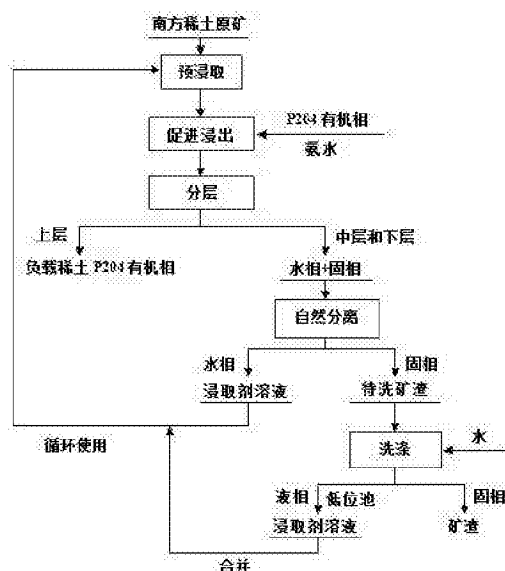 南方稀土原矿
预浸取
P204有机相
促进浸出
氨水
分层
上层
中层和下层
负载稀土P204有机相
水相+固相
自然分离
水相
固相
浸取剂溶液
待洗矿渣
循环使用
洗涤
水
液相
低位池
固相
浸取剂溶液
矿渣
合并